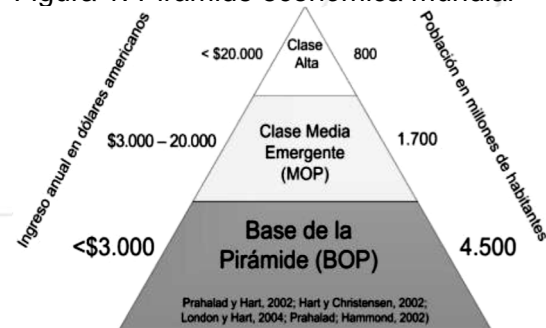 Figura 1. Pirámide económica mundial
Ingreso anual en dólares americanos
Población en millones de habitantes
< $20.000
Clase
Alta
800
$3.000 – 20.000
Clase Media
Emergente
(MOP)
1.700
<$3.000
Base de la
Pirámide (BOP)
4.500
Prahalad y Hart, 2002; Hart y Christensen, 2002;
London y Hart, 2004; Prahalad; Hammond, 2002)